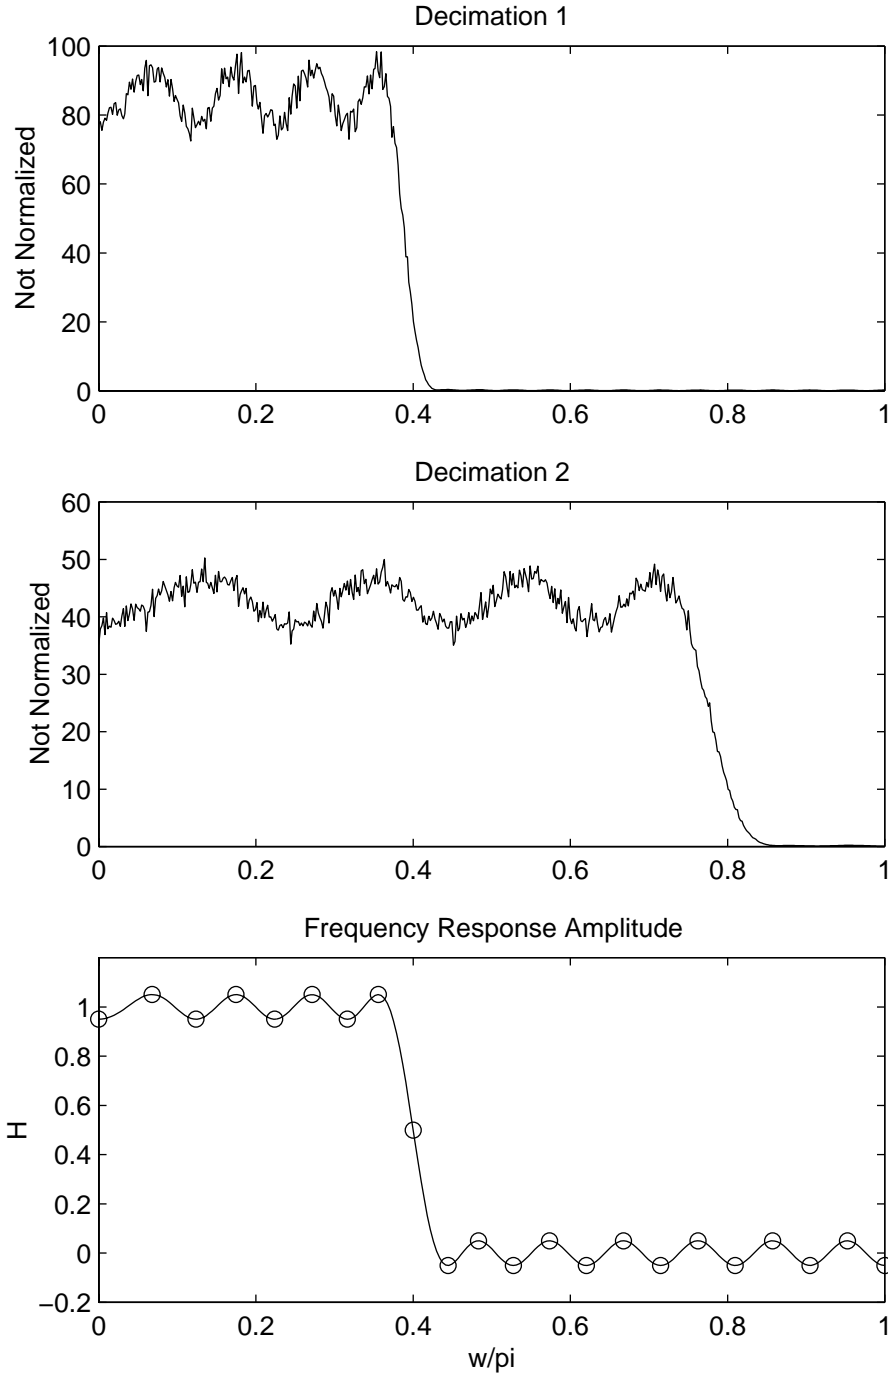 Decimation 1
100
80
60
40
20
0
Not Normalized
0 0.2 0.4 0.6 0.8 1
Decimation 2
60
50
40
30
20
10
0
Not Normalized
0 0.2 0.4 0.6 0.8 1
Frequency Response Amplitude
1
0.8
0.6
0.4
0.2
0
−0.2
H
0 0.2 0.4 0.6 0.8 1
w/pi